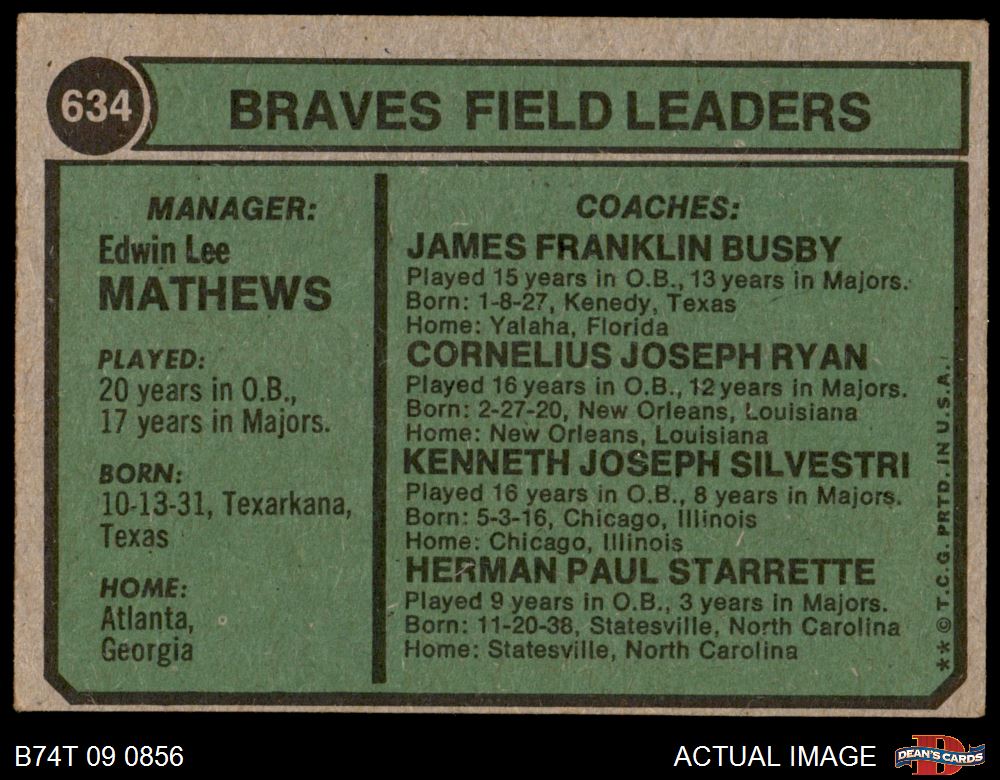 634
BRAVES FIELD LEADERS
MANAGER:
Edwin Lee
MATHEWS
PLAYED:
20 years in O.B.,
17 years in Majors.
BORN:
10-13-31, Texarkana,
Texas
HOME:
Atlanta,
Georgia
COACHES:
JAMES FRANKLIN BUSBY
Played 15 years in O.B., 13 years in Majors.
Born: 1-8-27, Kenedy, Texas
Home: Yalaha, Florida
CORNELIUS JOSEPH RYAN
Played 16 years in O.B., 12 years in Majors.
Born: 2-27-20, New Orleans, Louisiana
Home: New Orleans, Louisiana
KENNETH JOSEPH SILVESTRI
Played 16 years in O.B., 8 years in Majors.
Born: 5-3-16, Chicago, Illinois
Home: Chicago, Illinois
HERMAN PAUL STARRETTE
Played 9 years in O.B., 3 years in Majors.
Born: 11-20-38, Statesville, North Carolina
Home: Statesville, North Carolina
** © T.C.G. PRTD. IN U.S.A.
B74T 09 0856
ACTUAL IMAGE
D
DEAN'S CARDS